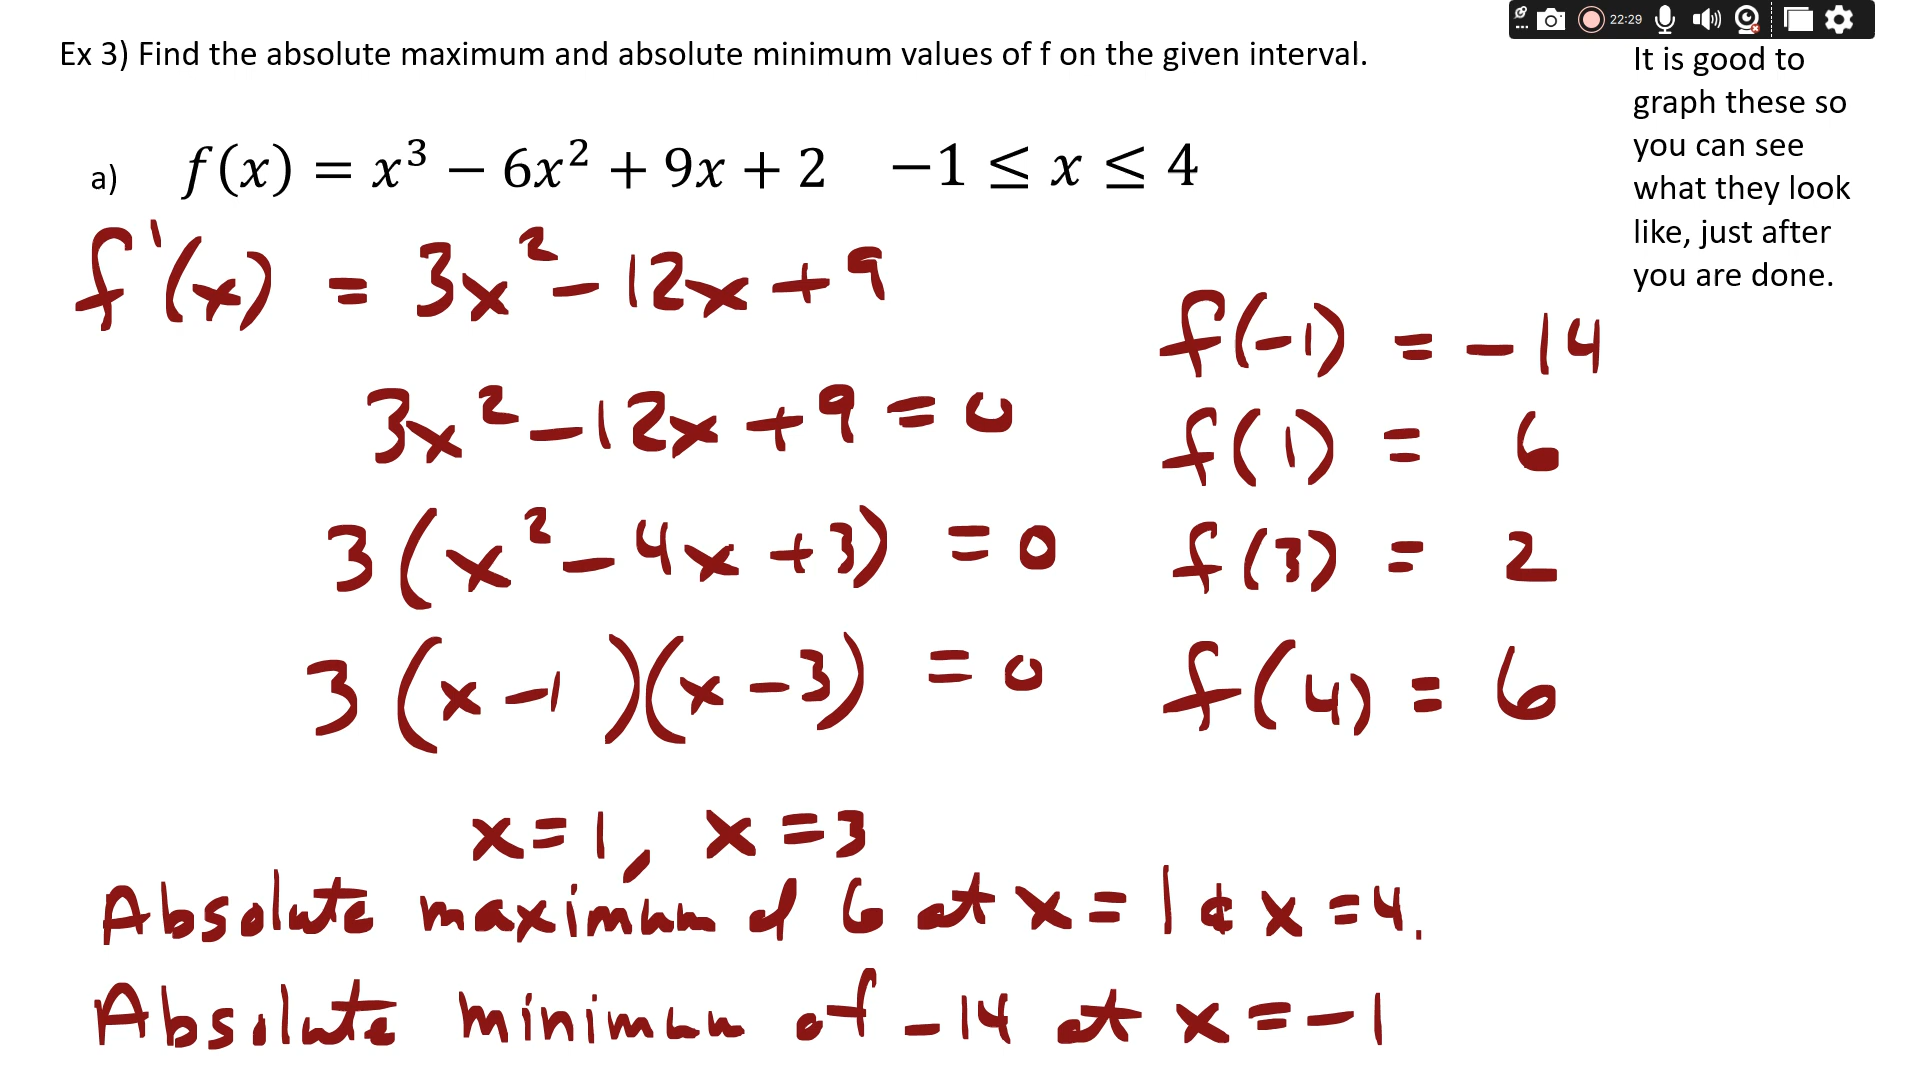 22:29
Ex 3) Find the absolute maximum and absolute minimum values of f on the given interval.
It is good to
graph these so
you can see
what they look
like, just after
you are done.
a) f(x) = x³ − 6x² + 9x + 2 −1 ≤ x ≤ 4
f'(x) = 3x² − 12x + 9
3x² − 12x + 9 = 0
3(x² − 4x + 3) = 0
3(x − 1)(x − 3) = 0
x = 1, x = 3
f(−1) = −14
f(1) = 6
f(3) = 2
f(4) = 6
Absolute maximum of 6 at x = 1 & x = 4.
Absolute minimum of −14 at x = −1